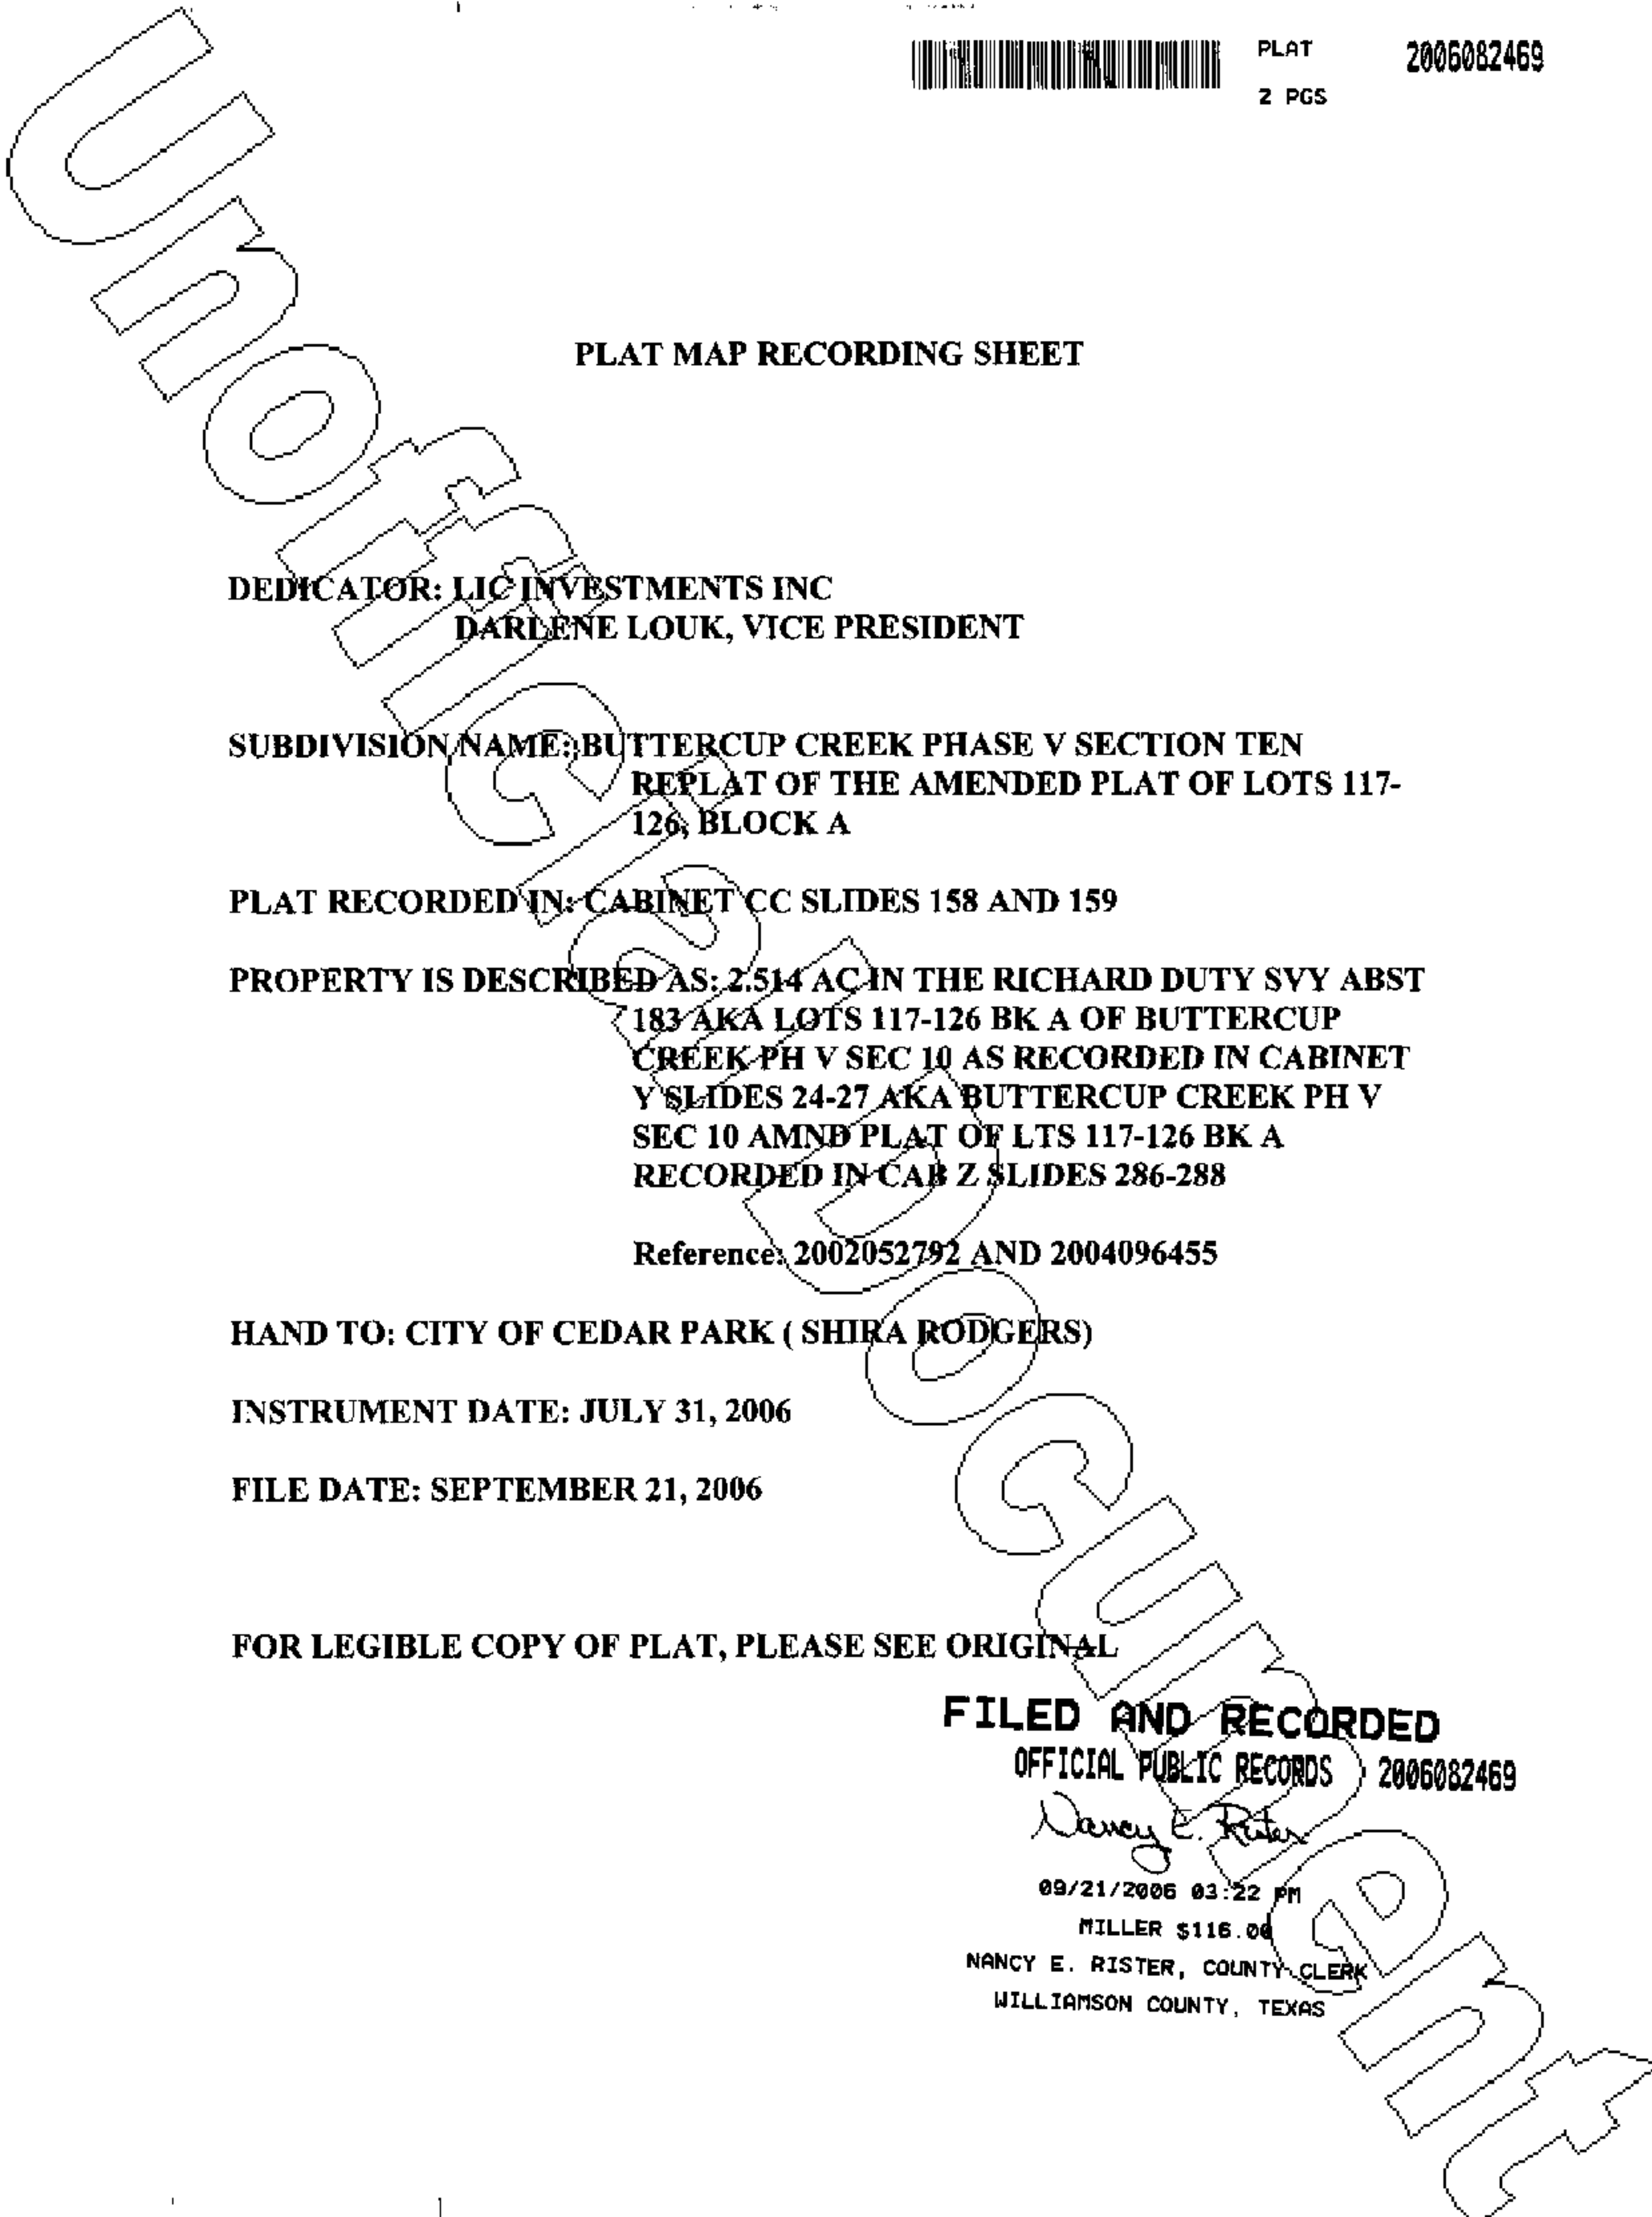 PLAT 2006082469
2 PGS
PLAT MAP RECORDING SHEET
DEDICATOR: LIC INVESTMENTS INC
DARLENE LOUK, VICE PRESIDENT
SUBDIVISION NAME: BUTTERCUP CREEK PHASE V SECTION TEN
REPLAT OF THE AMENDED PLAT OF LOTS 117-
126, BLOCK A
PLAT RECORDED IN: CABINET CC SLIDES 158 AND 159
PROPERTY IS DESCRIBED AS: 2.514 AC IN THE RICHARD DUTY SVY ABST
183 AKA LOTS 117-126 BK A OF BUTTERCUP
CREEK PH V SEC 10 AS RECORDED IN CABINET
Y SLIDES 24-27 AKA BUTTERCUP CREEK PH V
SEC 10 AMND PLAT OF LTS 117-126 BK A
RECORDED IN CAB Z SLIDES 286-288
Reference: 2002052792 AND 2004096455
HAND TO: CITY OF CEDAR PARK ( SHIRA RODGERS)
INSTRUMENT DATE: JULY 31, 2006
FILE DATE: SEPTEMBER 21, 2006
FOR LEGIBLE COPY OF PLAT, PLEASE SEE ORIGINAL
FILED AND RECORDED
OFFICIAL PUBLIC RECORDS 2006082469
Nancy E. Rister
09/21/2006 03:22 PM
MILLER $116.00
NANCY E. RISTER, COUNTY CLERK
WILLIAMSON COUNTY, TEXAS
Unofficial Document